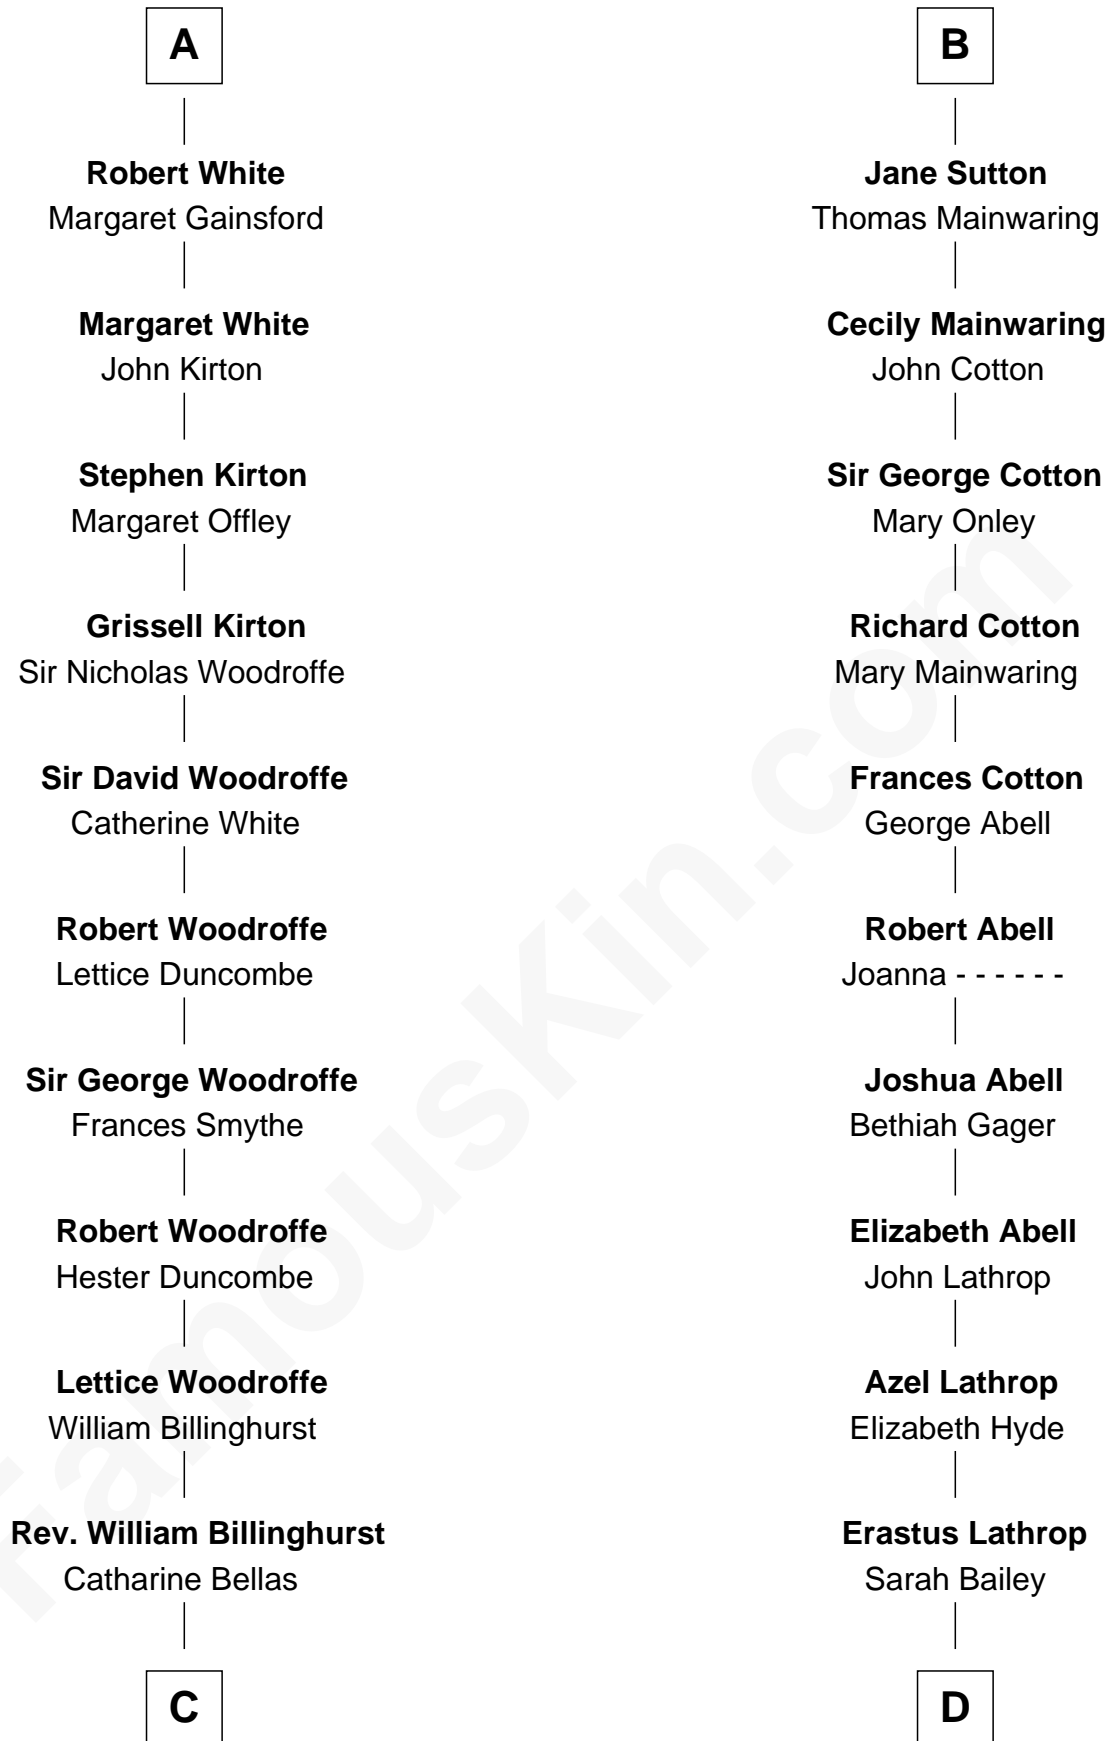 A
Robert White
Margaret Gainsford
Margaret White
John Kirton
Stephen Kirton
Margaret Offley
Grissell Kirton
Sir Nicholas Woodroffe
Sir David Woodroffe
Catherine White
Robert Woodroffe
Lettice Duncombe
Sir George Woodroffe
Frances Smythe
Robert Woodroffe
Hester Duncombe
Lettice Woodroffe
William Billinghurst
Rev. William Billinghurst
Catharine Bellas
C
B
Jane Sutton
Thomas Mainwaring
Cecily Mainwaring
John Cotton
Sir George Cotton
Mary Onley
Richard Cotton
Mary Mainwaring
Frances Cotton
George Abell
Robert Abell
Joanna - - - - - -
Joshua Abell
Bethiah Gager
Elizabeth Abell
John Lathrop
Azel Lathrop
Elizabeth Hyde
Erastus Lathrop
Sarah Bailey
D
FamousKin.com